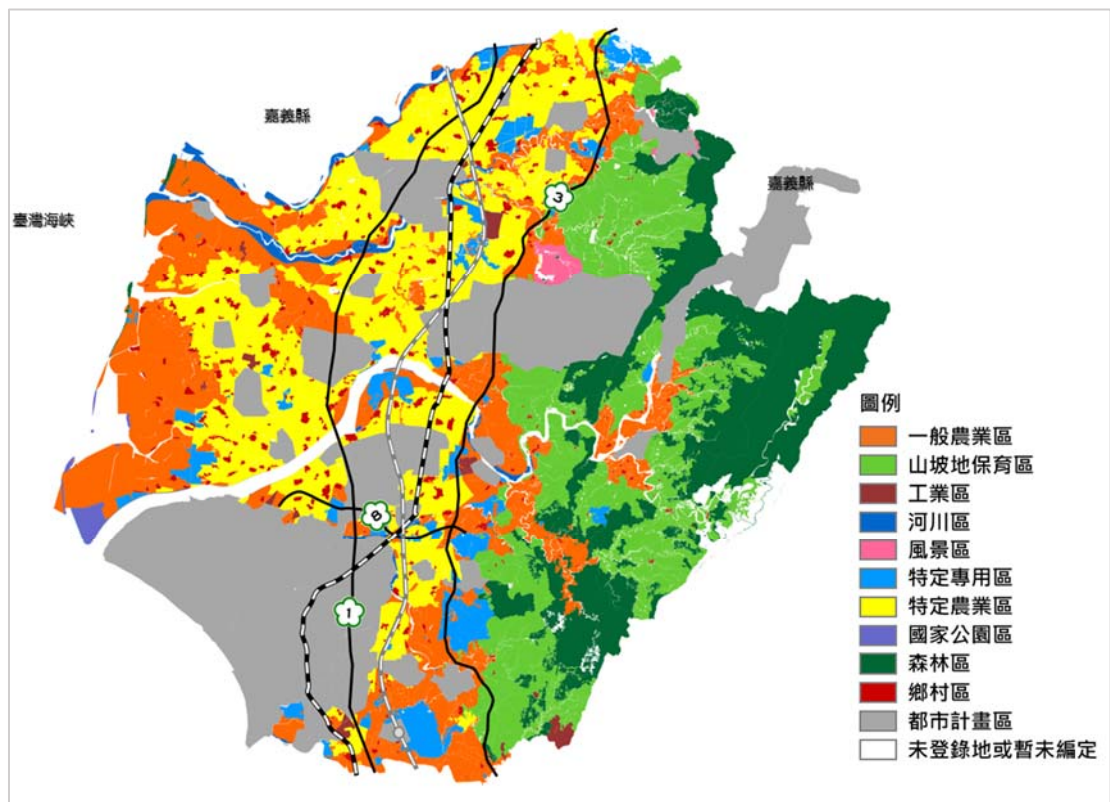 嘉義縣
嘉義縣
臺灣海峽
3
8
1
圖例
一般農業區
山坡地保育區
工業區
河川區
風景區
特定專用區
特定農業區
國家公園區
森林區
鄉村區
都市計畫區
未登錄地或暫未編定